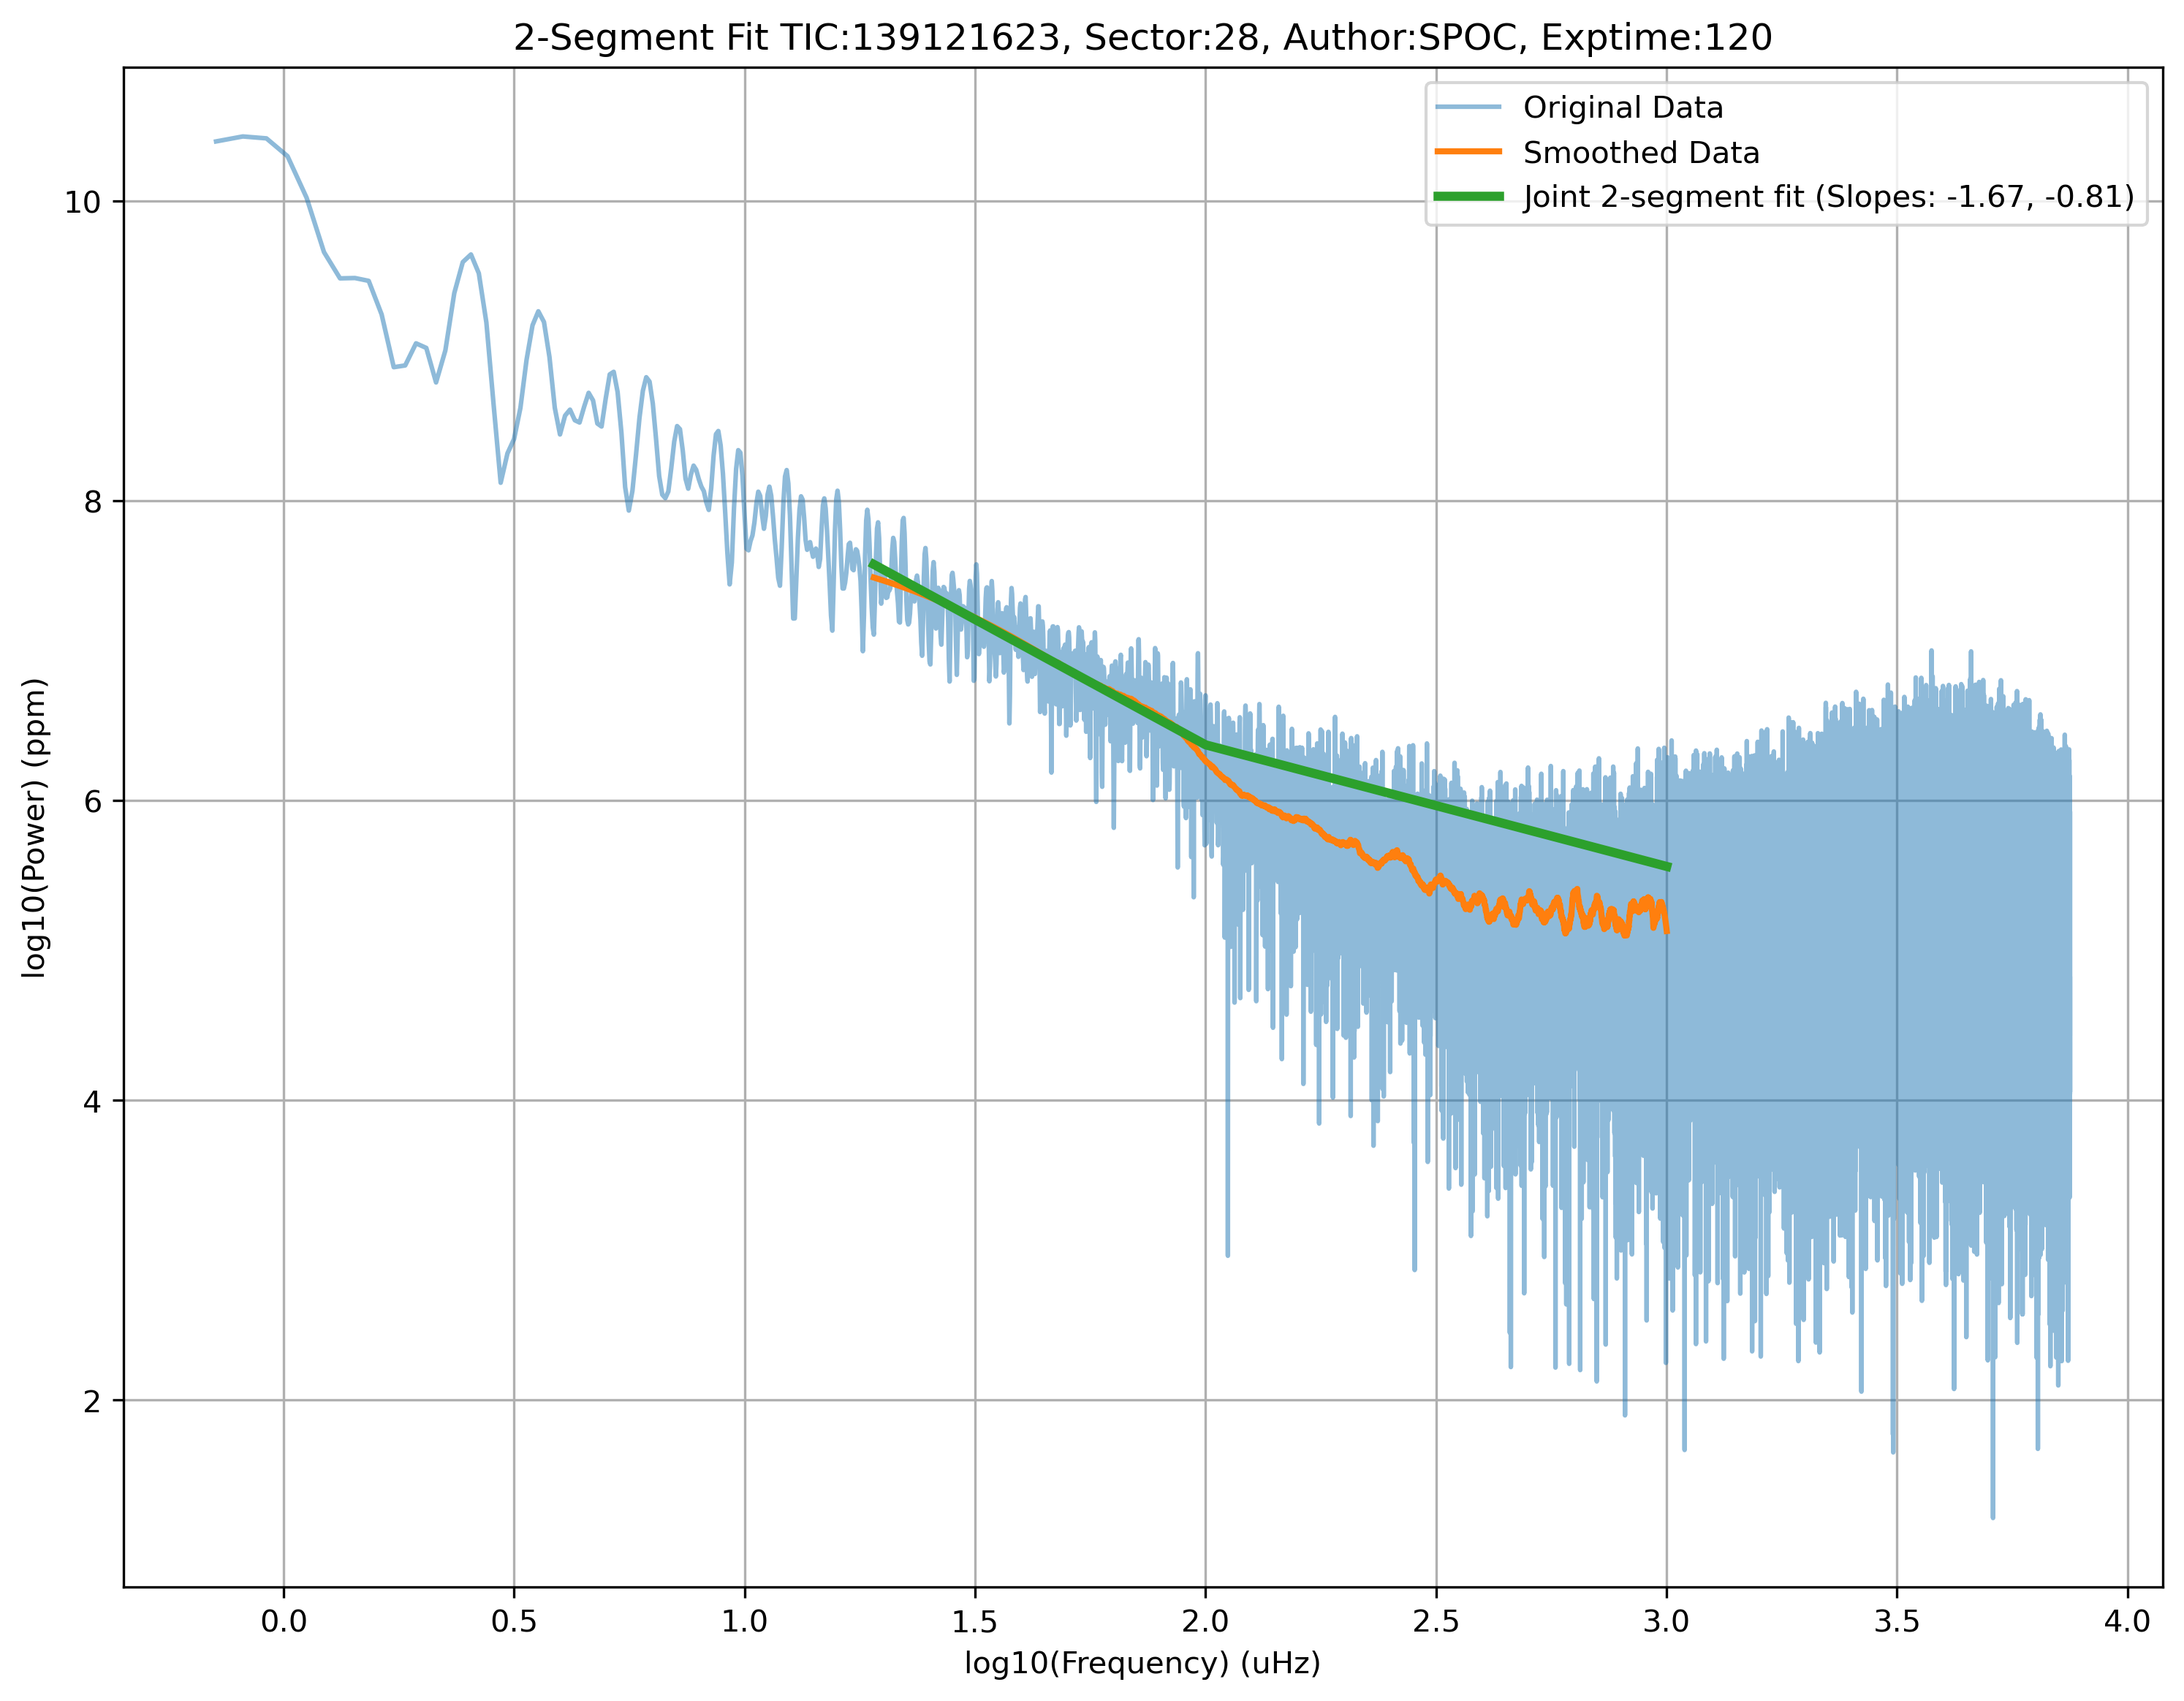 2-Segment Fit TIC:139121623, Sector:28, Author:SPOC, Exptime:120
Original Data
Smoothed Data
Joint 2-segment fit (Slopes: -1.67, -0.81)
log10(Power) (ppm)
10
8
6
4
2
0.0 0.5 1.0 1.5 2.0 2.5 3.0 3.5 4.0
log10(Frequency) (uHz)